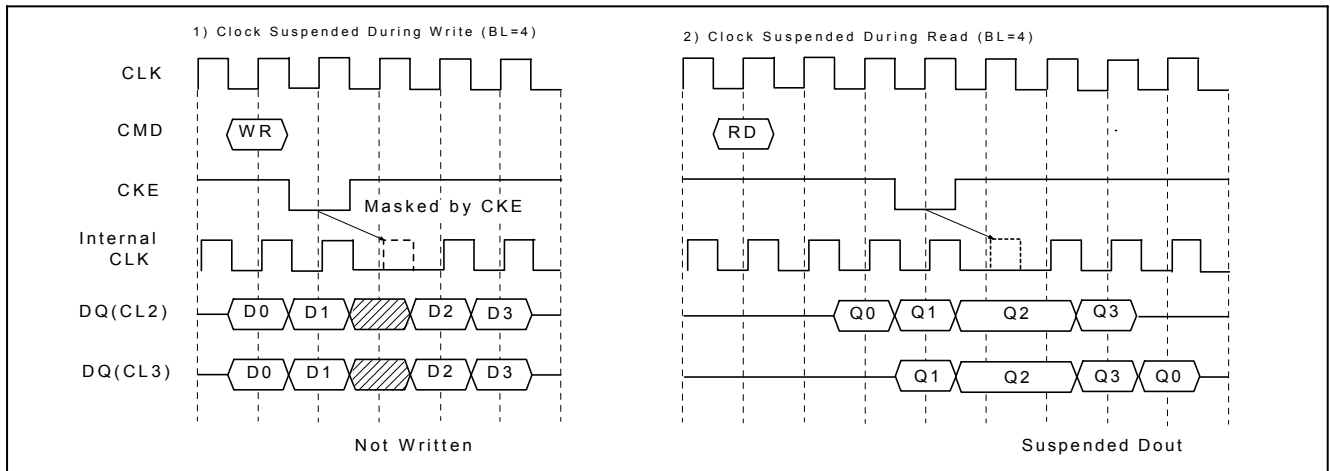 1) Clock Suspended During Write (BL=4)
2) Clock Suspended During Read (BL=4)
CLK
CMD
WR
RD
CKE
Masked by CKE
Internal
CLK
DQ(CL2)
D0 D1 D2 D3
Q0 Q1 Q2 Q3
DQ(CL3)
D0 D1 D2 D3
Q1 Q2 Q3 Q0
Not Written
Suspended Dout